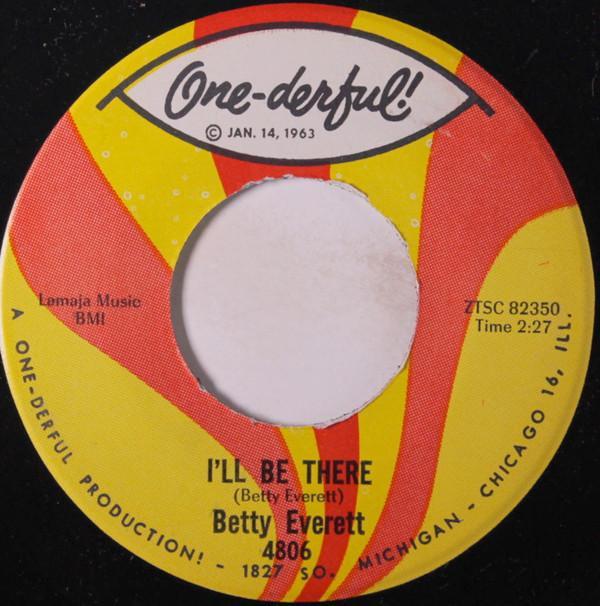 One-derful!
© JAN. 14, 1963
Lamaja Music
BMI
ZTSC 82350
Time 2:27
I'LL BE THERE
(Betty Everett)
Betty Everett
4806
A ONE-DERFUL PRODUCTION! - 1827 SO. MICHIGAN - CHICAGO 16, ILL.